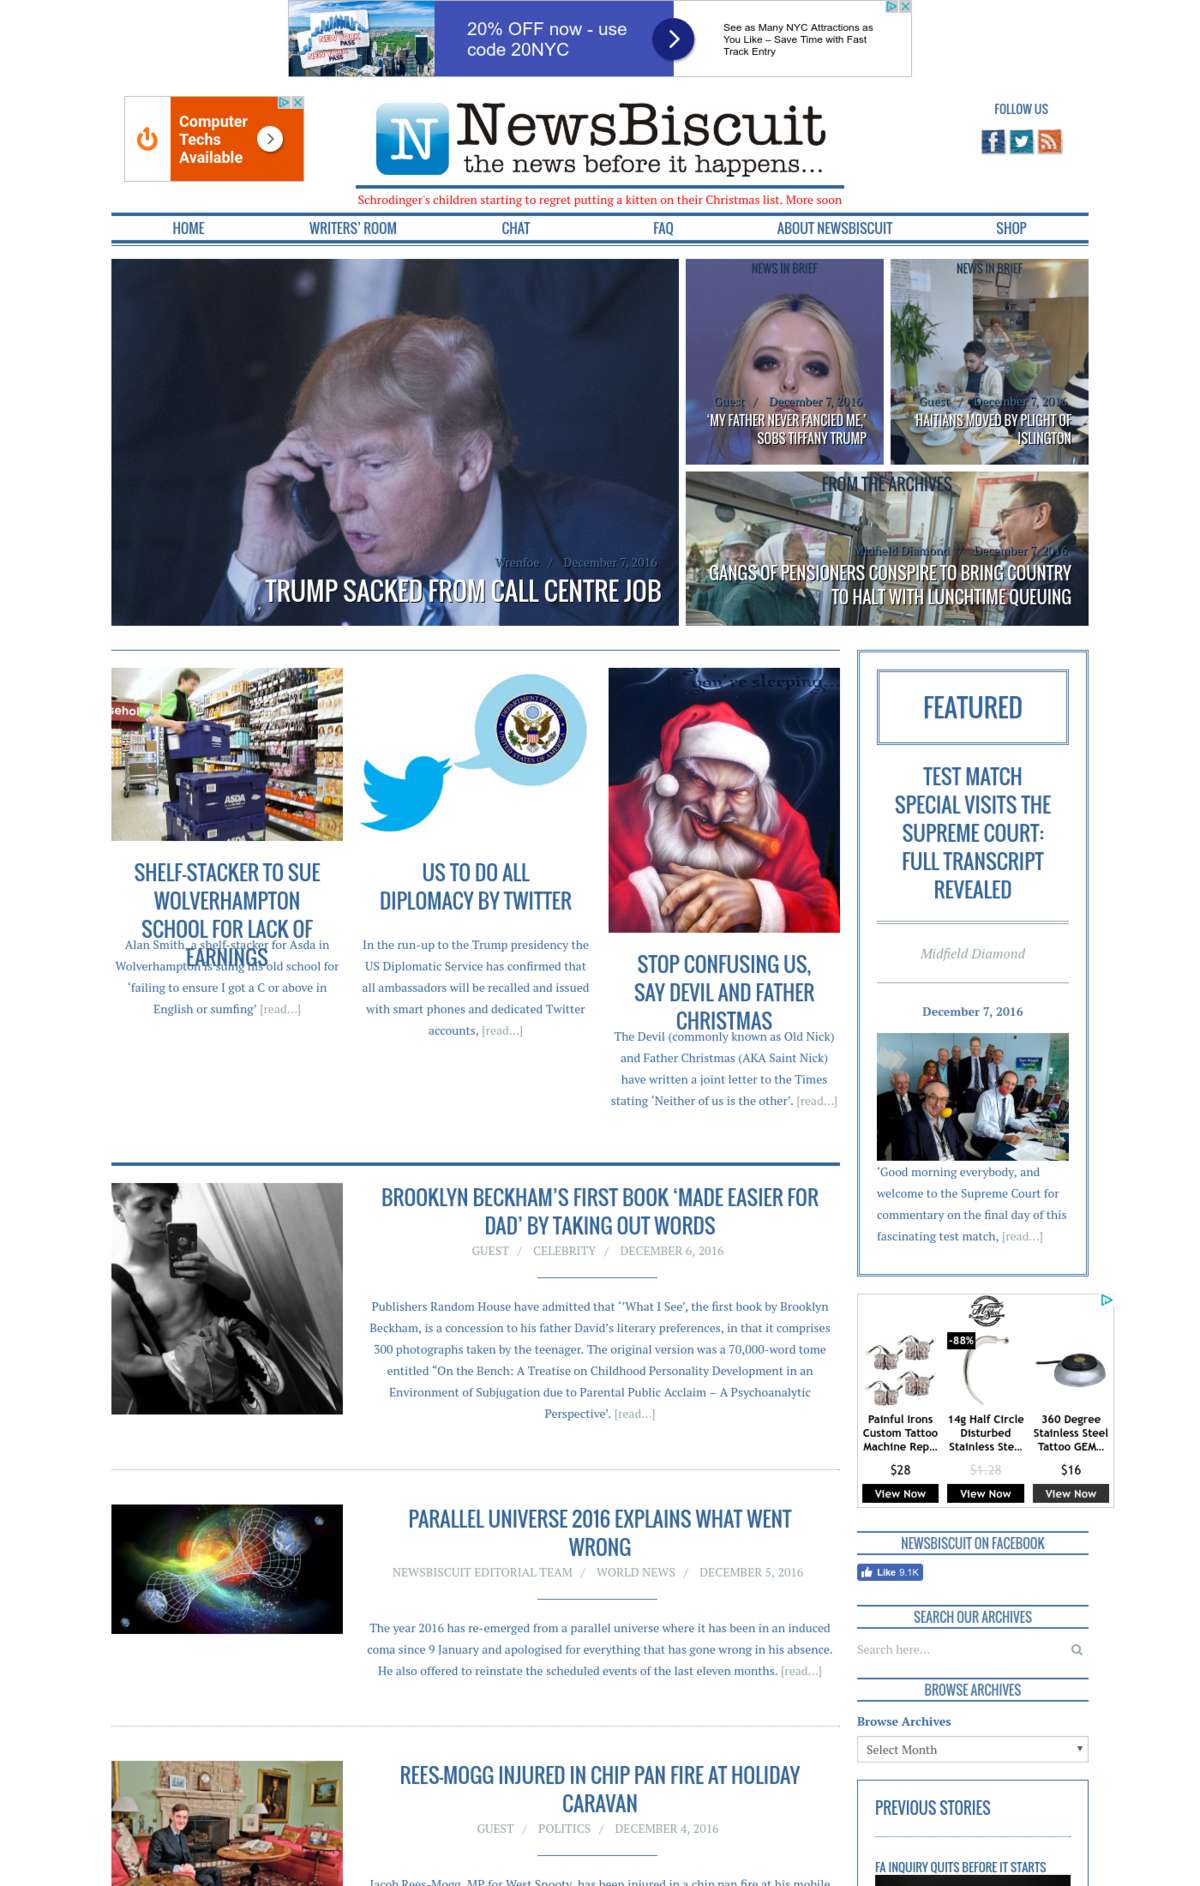 NEW YORK PASS
NEW YORK PASS
20% OFF now - use
code 20NYC
See as Many NYC Attractions as
You Like – Save Time with Fast
Track Entry
Computer
Techs
Available
N NewsBiscuit
the news before it happens...
FOLLOW US
Schrodinger's children starting to regret putting a kitten on their Christmas list. More soon
HOME WRITERS' ROOM CHAT FAQ ABOUT NEWSBISCUIT SHOP
Wrenfoe / December 7, 2016
TRUMP SACKED FROM CALL CENTRE JOB
NEWS IN BRIEF
Guest / December 7, 2016
'MY FATHER NEVER FANCIED ME,'
SOBS TIFFANY TRUMP
NEWS IN BRIEF
Guest / December 7, 2016
HAITIANS MOVED BY PLIGHT OF
ISLINGTON
FROM THE ARCHIVES
Midfield Diamond / December 7, 2016
GANGS OF PENSIONERS CONSPIRE TO BRING COUNTRY
TO HALT WITH LUNCHTIME QUEUING
ASDA
SHELF-STACKER TO SUE
WOLVERHAMPTON
SCHOOL FOR LACK OF
EARNINGS
Alan Smith, a shelf-stacker for Asda in
Wolverhampton is suing his old school for
'failing to ensure I got a C or above in
English or sumfing' [read...]
DEPARTMENT OF STATE
UNITED STATES OF AMERICA
US TO DO ALL
DIPLOMACY BY TWITTER
In the run-up to the Trump presidency the
US Diplomatic Service has confirmed that
all ambassadors will be recalled and issued
with smart phones and dedicated Twitter
accounts, [read...]
you've sleeping...
STOP CONFUSING US,
SAY DEVIL AND FATHER
CHRISTMAS
The Devil (commonly known as Old Nick)
and Father Christmas (AKA Saint Nick)
have written a joint letter to the Times
stating 'Neither of us is the other'. [read...]
FEATURED
TEST MATCH
SPECIAL VISITS THE
SUPREME COURT:
FULL TRANSCRIPT
REVEALED
Midfield Diamond
December 7, 2016
'Good morning everybody, and
welcome to the Supreme Court for
commentary on the final day of this
fascinating test match, [read...]
BROOKLYN BECKHAM'S FIRST BOOK 'MADE EASIER FOR
DAD' BY TAKING OUT WORDS
GUEST / CELEBRITY / DECEMBER 6, 2016
Publishers Random House have admitted that ''What I See', the first book by Brooklyn
Beckham, is a concession to his father David's literary preferences, in that it comprises
300 photographs taken by the teenager. The original version was a 70,000-word tome
entitled "On the Bench: A Treatise on Childhood Personality Development in an
Environment of Subjugation due to Parental Public Acclaim – A Psychoanalytic
Perspective'. [read...]
-88%
Painful Irons
Custom Tattoo
Machine Rep...
$28
View Now
14g Half Circle
Disturbed
Stainless Ste...
$1.28
View Now
360 Degree
Stainless Steel
Tattoo GEM...
$16
View Now
PARALLEL UNIVERSE 2016 EXPLAINS WHAT WENT
WRONG
NEWSBISCUIT EDITORIAL TEAM / WORLD NEWS / DECEMBER 5, 2016
The year 2016 has re-emerged from a parallel universe where it has been in an induced
coma since 9 January and apologised for everything that has gone wrong in his absence.
He also offered to reinstate the scheduled events of the last eleven months. [read...]
NEWSBISCUIT ON FACEBOOK
Like 9.1K
SEARCH OUR ARCHIVES
Search here...
BROWSE ARCHIVES
Browse Archives
Select Month
REES-MOGG INJURED IN CHIP PAN FIRE AT HOLIDAY
CARAVAN
GUEST / POLITICS / DECEMBER 4, 2016
Jacob Rees-Mogg, MP for West Snooty, has been injured in a chip pan fire at his mobile
PREVIOUS STORIES
FA INQUIRY QUITS BEFORE IT STARTS